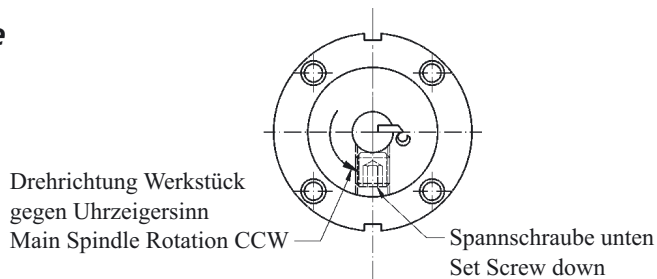 e
Drehrichtung Werkstück
gegen Uhrzeigersinn
Main Spindle Rotation CCW
Spannschraube unten
Set Screw down